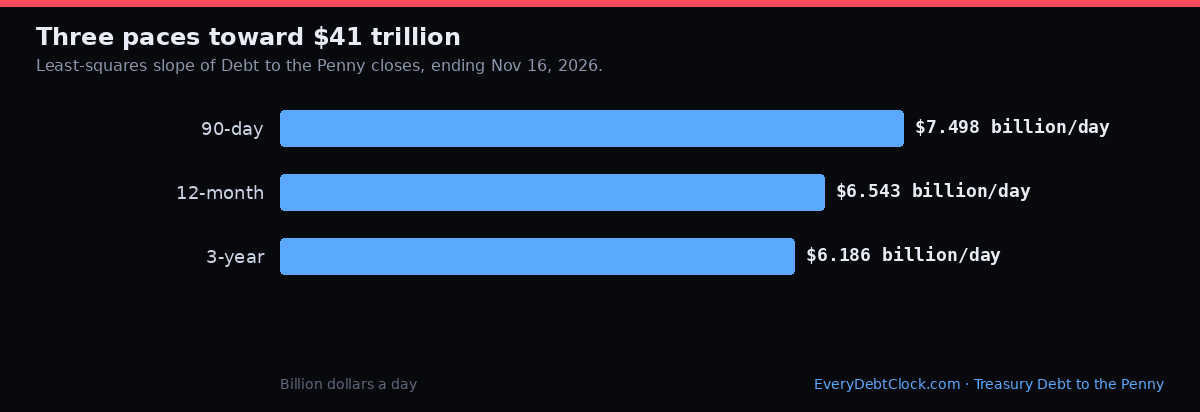 Three paces toward $41 trillion
Least-squares slope of Debt to the Penny closes, ending Nov 16, 2026.
90-day $7.498 billion/day
12-month $6.543 billion/day
3-year $6.186 billion/day
Billion dollars a day
EveryDebtClock.com · Treasury Debt to the Penny